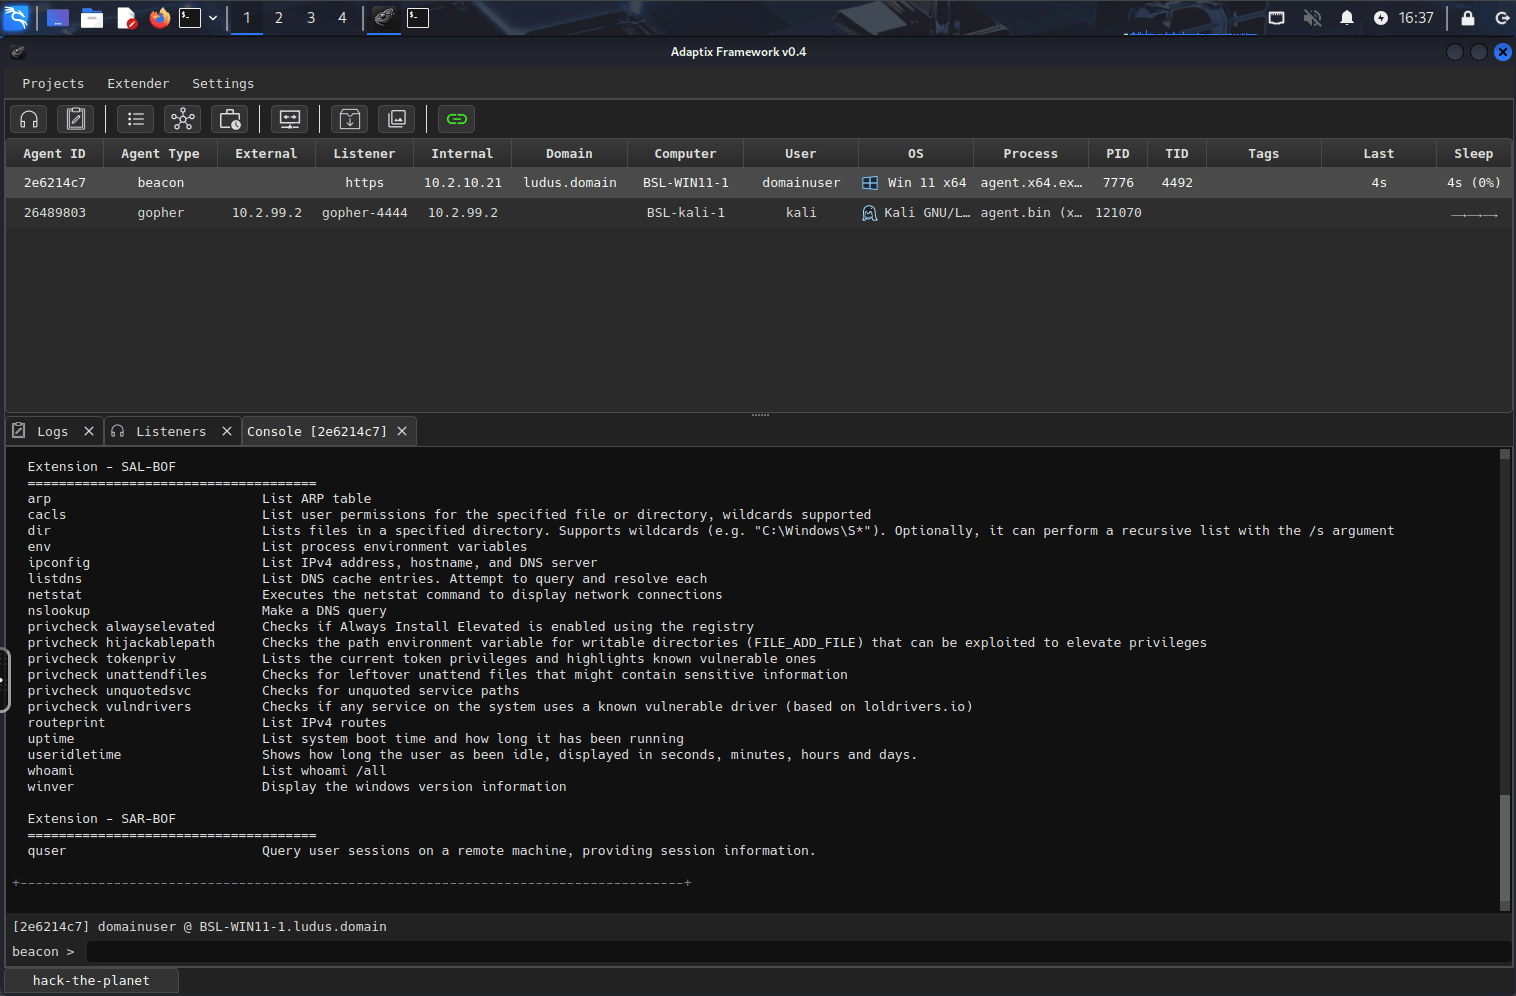 1 2 3 4 16:37
Adaptix Framework v0.4
Projects Extender Settings
Agent ID Agent Type External Listener Internal Domain Computer User OS Process PID TID Tags Last Sleep
2e6214c7 beacon https 10.2.10.21 ludus.domain BSL-WIN11-1 domainuser Win 11 x64 agent.x64.ex… 7776 4492 4s 4s (0%)
26489803 gopher 10.2.99.2 gopher-4444 10.2.99.2 BSL-kali-1 kali Kali GNU/L… agent.bin (x… 121070
Logs Listeners Console [2e6214c7]
Extension - SAL-BOF
=====================================
arp List ARP table
cacls List user permissions for the specified file or directory, wildcards supported
dir Lists files in a specified directory. Supports wildcards (e.g. "C:\Windows\S*"). Optionally, it can perform a recursive list with the /s argument
env List process environment variables
ipconfig List IPv4 address, hostname, and DNS server
listdns List DNS cache entries. Attempt to query and resolve each
netstat Executes the netstat command to display network connections
nslookup Make a DNS query
privcheck alwayselevated Checks if Always Install Elevated is enabled using the registry
privcheck hijackablepath Checks the path environment variable for writable directories (FILE_ADD_FILE) that can be exploited to elevate privileges
privcheck tokenpriv Lists the current token privileges and highlights known vulnerable ones
privcheck unattendfiles Checks for leftover unattend files that might contain sensitive information
privcheck unquotedsvc Checks for unquoted service paths
privcheck vulndrivers Checks if any service on the system uses a known vulnerable driver (based on loldrivers.io)
routeprint List IPv4 routes
uptime List system boot time and how long it has been running
useridletime Shows how long the user as been idle, displayed in seconds, minutes, hours and days.
whoami List whoami /all
winver Display the windows version information
Extension - SAR-BOF
=====================================
quser Query user sessions on a remote machine, providing session information.
+-------------------------------------------------------------------------------------+
[2e6214c7] domainuser @ BSL-WIN11-1.ludus.domain
beacon >
hack-the-planet